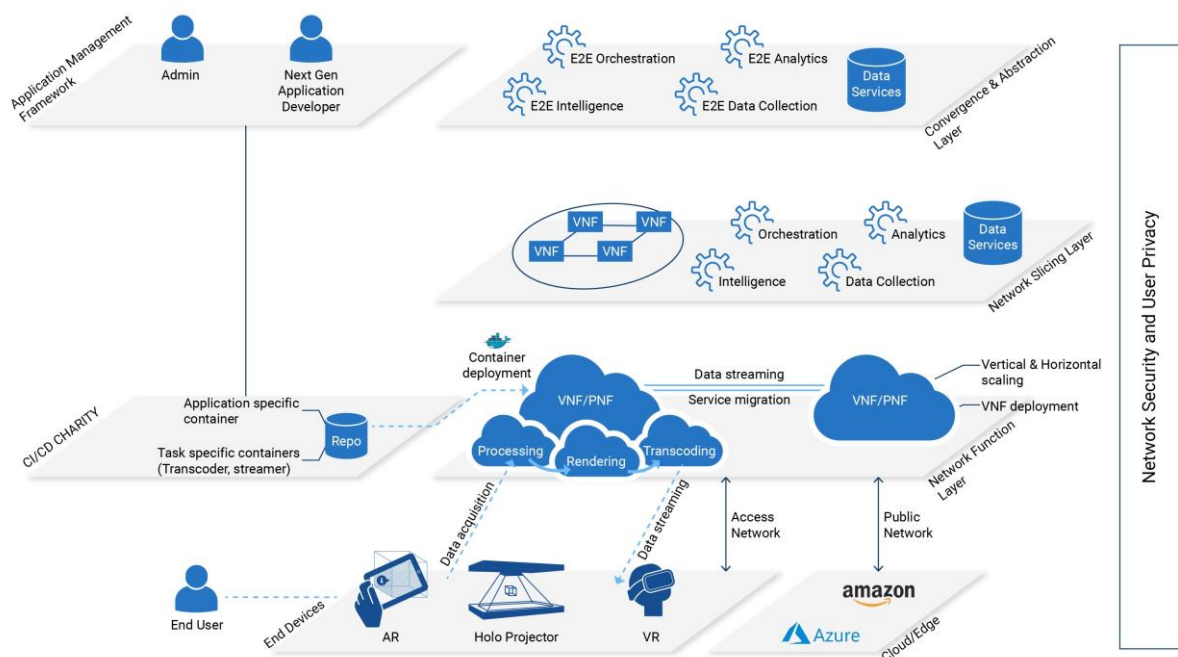 Application Management
Framework
Admin
Next Gen
Application
Developer
E2E Orchestration
E2E Analytics
E2E Intelligence
E2E Data Collection
Data
Services
Convergence & Abstraction
Layer
VNF
VNF
VNF
VNF
Orchestration
Analytics
Intelligence
Data Collection
Data
Services
Network Slicing Layer
Network Security and User Privacy
CI/CD CHARITY
Application specific
container
Task specific containers
(Transcoder, streamer)
Repo
Container
deployment
VNF/PNF
Processing
Rendering
Transcoding
Data streaming
Service migration
VNF/PNF
Vertical & Horizontal
scaling
VNF deployment
Network Function
Layer
Data acquisition
Data streaming
Access
Network
Public
Network
End User
End Devices
AR
Holo Projector
VR
amazon
Azure
Cloud/Edge